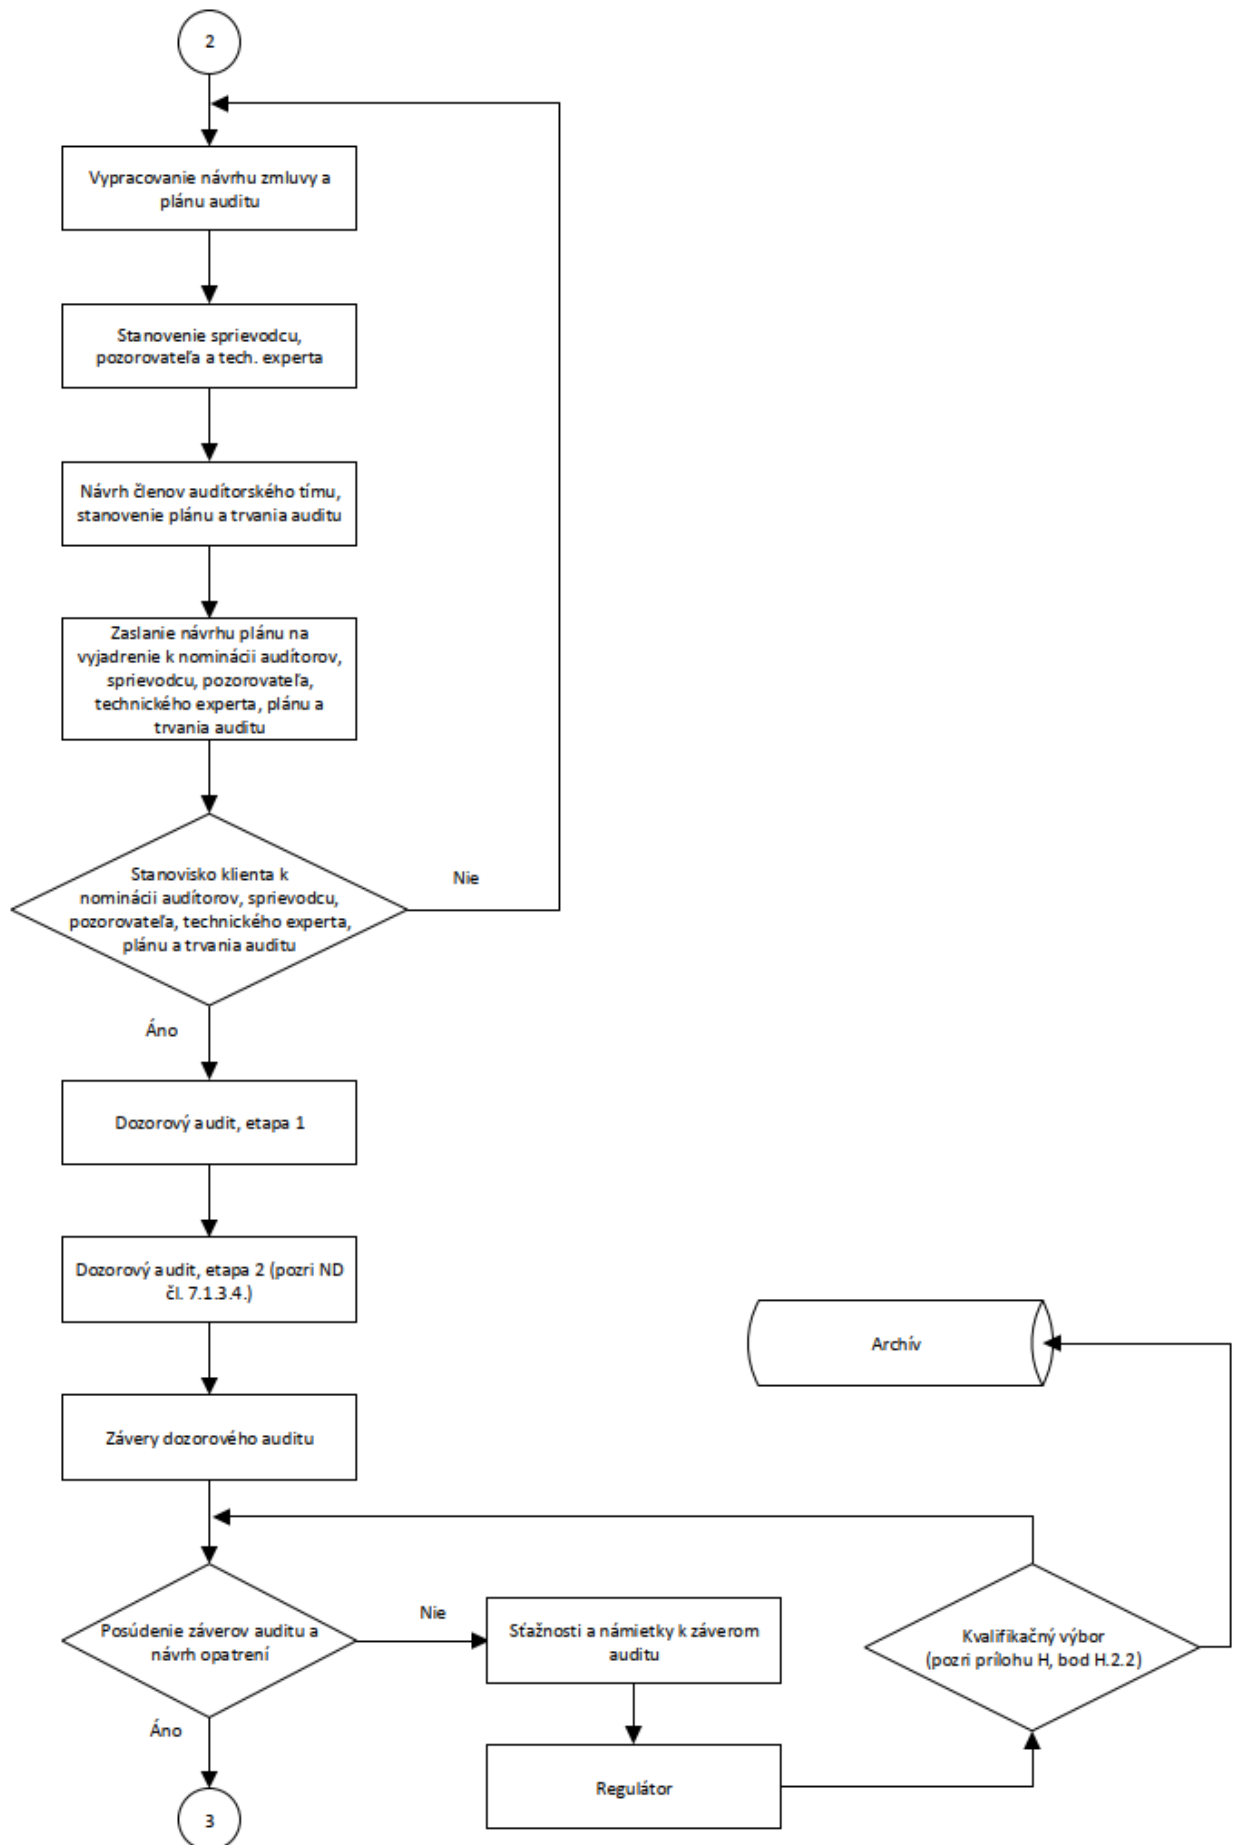 2
Vypracovanie návrhu zmluvy a
plánu auditu
Stanovenie sprievodcu,
pozorovateľa a tech. experta
Návrh členov audítorského tímu,
stanovenie plánu a trvania auditu
Zaslanie návrhu plánu na
vyjadrenie k nominácii audítorov,
sprievodcu, pozorovateľa,
technického experta, plánu a
trvania auditu
Stanovisko klienta k
nominácii audítorov, sprievodcu,
pozorovateľa, technického experta,
plánu a trvania auditu
Nie
Áno
Dozorový audit, etapa 1
Dozorový audit, etapa 2 (pozri ND
čl. 7.1.3.4.)
Archív
Závery dozorového auditu
Posúdenie záverov auditu a
návrh opatrení
Nie
Sťažnosti a námietky k záverom
auditu
Kvalifikačný výbor
(pozri prílohu H, bod H.2.2)
Áno
Regulátor
3